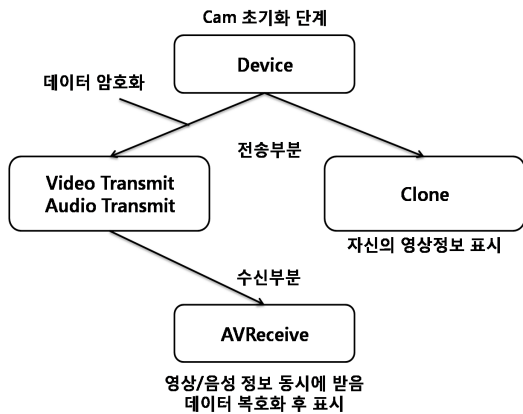 Cam 초기화 단계
Device
데이터 암호화
전송부분
Video Transmit
Audio Transmit
Clone
자신의 영상정보 표시
수신부분
AVReceive
영상/음성 정보 동시에 받음
데이터 복호화 후 표시